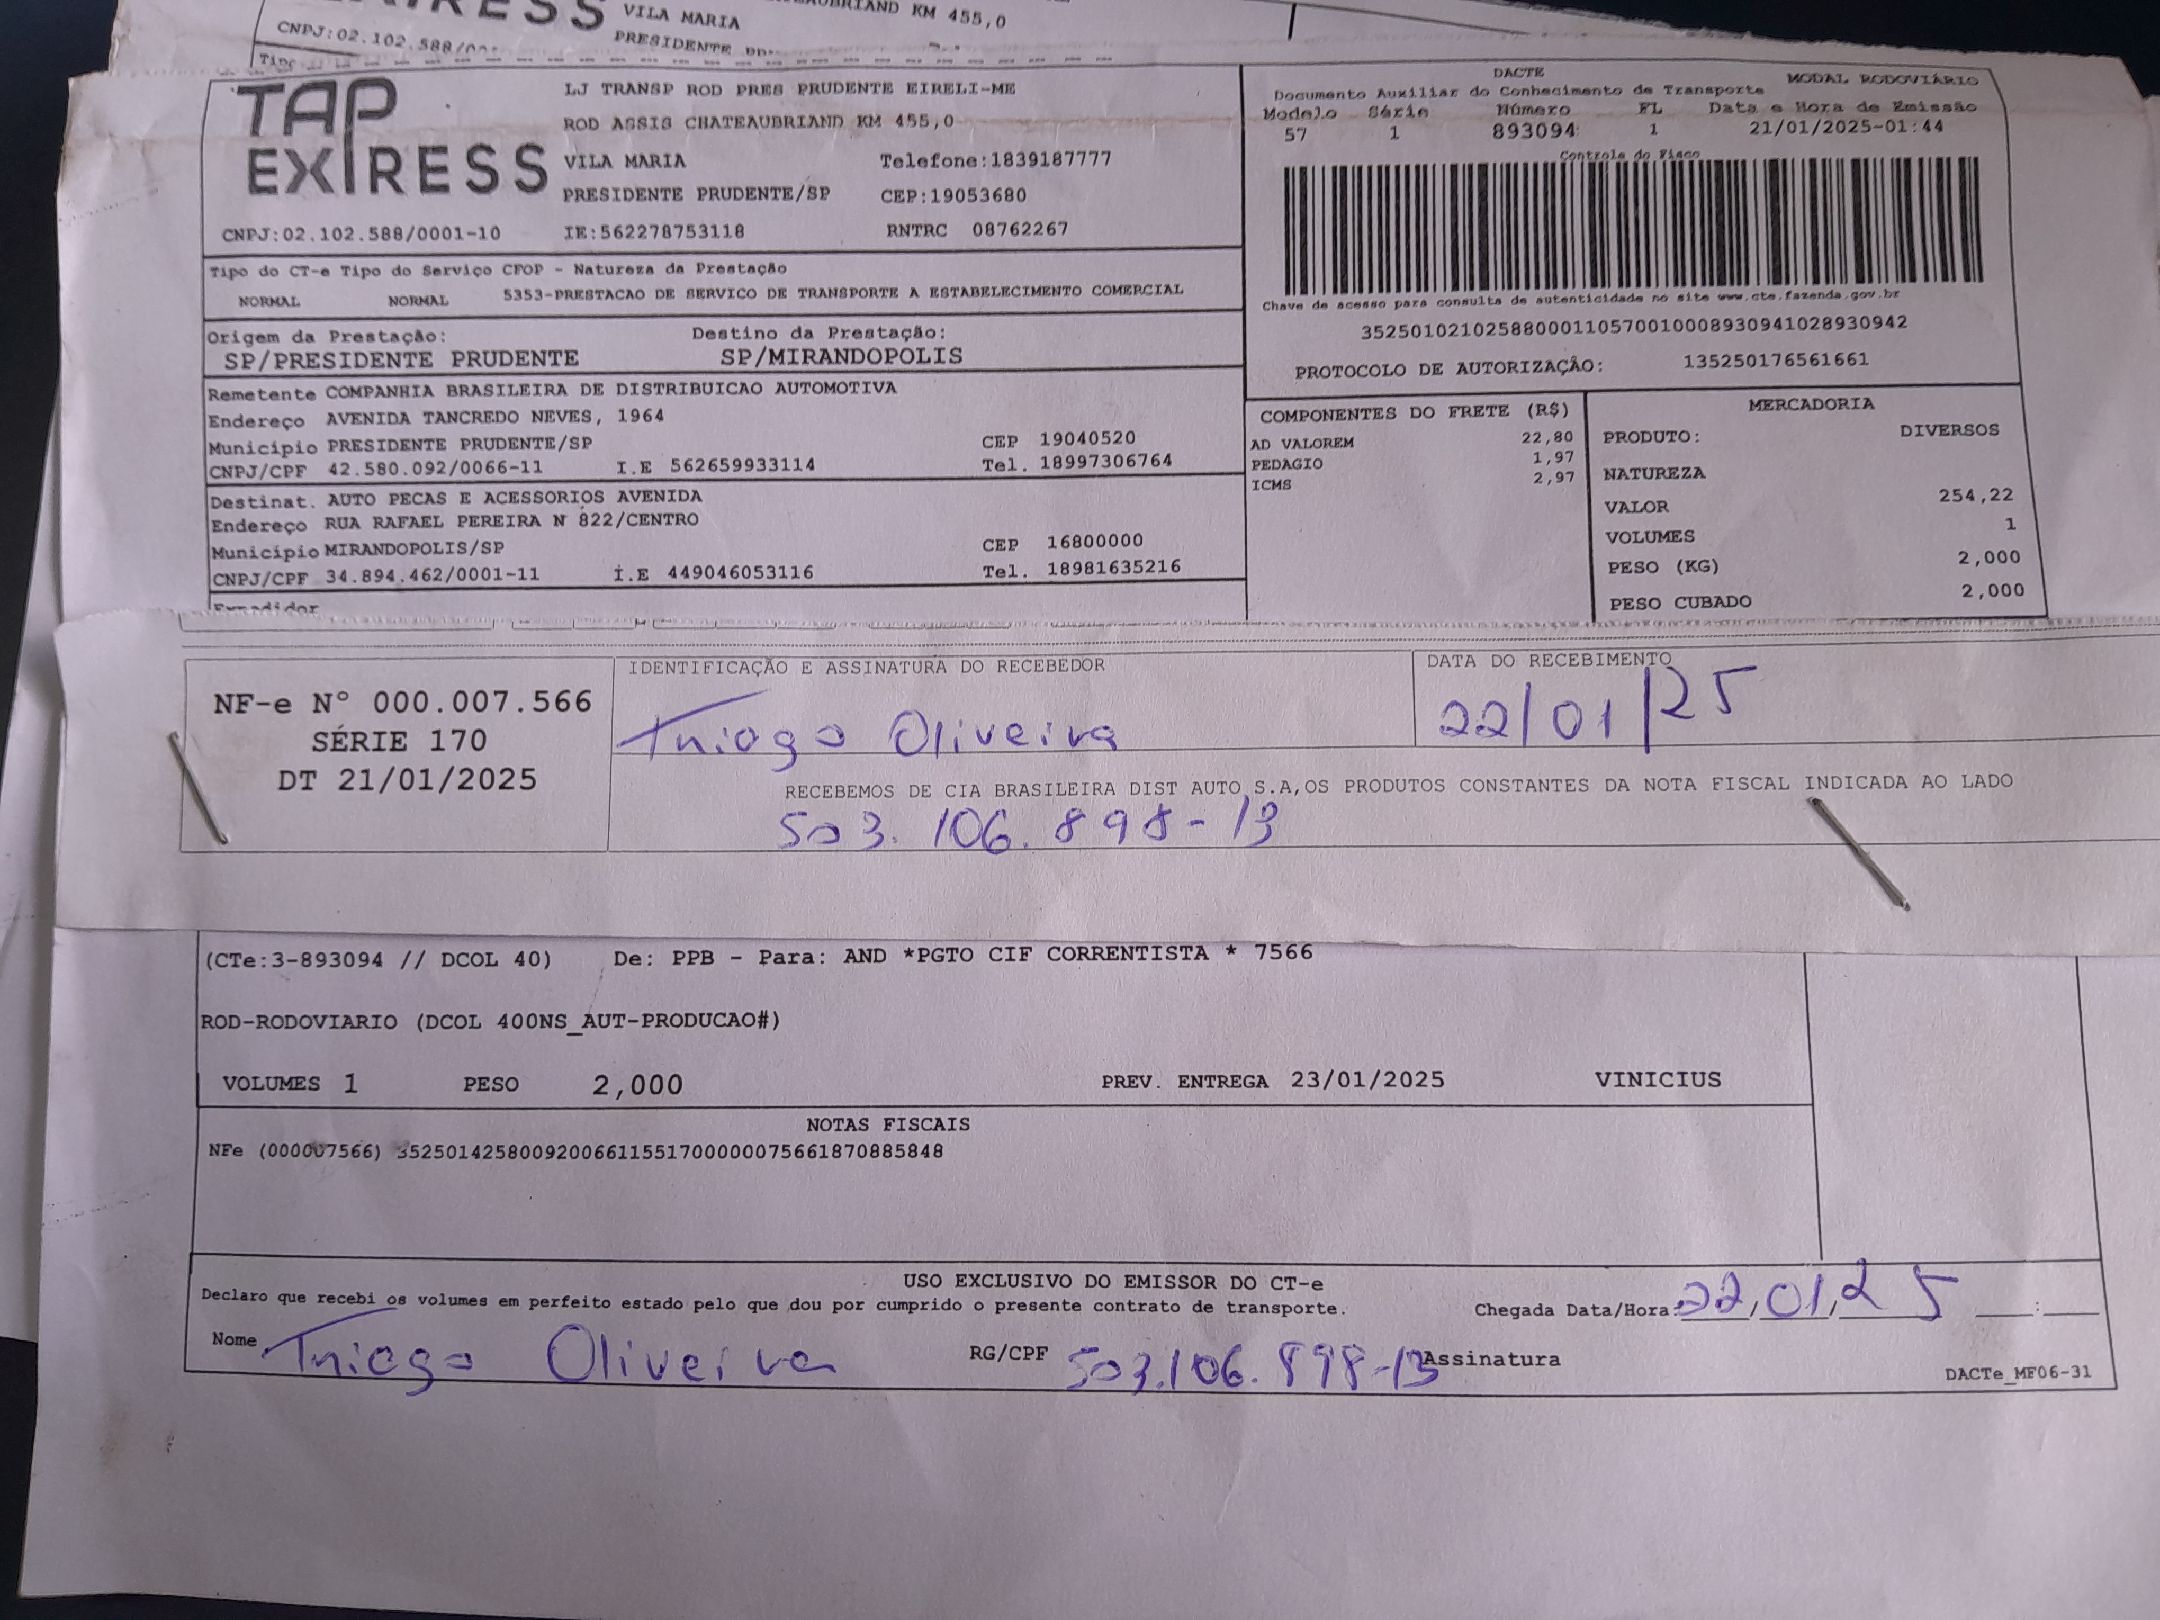 VILA MARIA
KM 455,0
CNPJ:02.102.588/
PRESIDENTE
TAP EXPRESS
LJ TRANSP ROD PRES PRUDENTE EIRELI-ME
ROD ASSIS CHATEAUBRIAND KM 455,0
VILA MARIA Telefone:1839187777
PRESIDENTE PRUDENTE/SP CEP:19053680
CNPJ:02.102.588/0001-10 IE:562278753118 RNTRC 08762267
DACTE MODAL RODOVIÁRIO
Documento Auxiliar do Conhecimento de Transporte
Modelo Série Número FL Data e Hora de Emissão
57 1 893094 1 21/01/2025-01:44
Controle do Fisco
Chave de acesso para consulta de autenticidade no site www.cte.fazenda.gov.br
35250102102588000110570010008930941028930942
PROTOCOLO DE AUTORIZAÇÃO: 135250176561661
Tipo do CT-e Tipo do Serviço CFOP - Natureza da Prestação
NORMAL NORMAL 5353-PRESTACAO DE SERVICO DE TRANSPORTE A ESTABELECIMENTO COMERCIAL
Origem da Prestação: Destino da Prestação:
SP/PRESIDENTE PRUDENTE SP/MIRANDOPOLIS
Remetente COMPANHIA BRASILEIRA DE DISTRIBUICAO AUTOMOTIVA
Endereço AVENIDA TANCREDO NEVES, 1964
Município PRESIDENTE PRUDENTE/SP CEP 19040520
CNPJ/CPF 42.580.092/0066-11 I.E 562659933114 Tel. 18997306764
Destinat. AUTO PECAS E ACESSORIOS AVENIDA
Endereço RUA RAFAEL PEREIRA N 822/CENTRO
Município MIRANDOPOLIS/SP CEP 16800000
CNPJ/CPF 34.894.462/0001-11 I.E 449046053116 Tel. 18981635216
Expedidor
COMPONENTES DO FRETE (R$)
AD VALOREM 22,80
PEDAGIO 1,97
ICMS 2,97
MERCADORIA
PRODUTO: DIVERSOS
NATUREZA
VALOR 254,22
VOLUMES 1
PESO (KG) 2,000
PESO CUBADO 2,000
NF-e N° 000.007.566
SÉRIE 170
DT 21/01/2025
IDENTIFICAÇÃO E ASSINATURA DO RECEBEDOR
Thiago Oliveira
DATA DO RECEBIMENTO
22/01/25
RECEBEMOS DE CIA BRASILEIRA DIST AUTO S.A,OS PRODUTOS CONSTANTES DA NOTA FISCAL INDICADA AO LADO
503.106.898-13
(CTe:3-893094 // DCOL 40) De: PPB - Para: AND *PGTO CIF CORRENTISTA * 7566
ROD-RODOVIARIO (DCOL 400NS_AUT-PRODUCAO#)
VOLUMES 1 PESO 2,000 PREV. ENTREGA 23/01/2025 VINICIUS
NOTAS FISCAIS
NFe (000007566) 35250142580092006611551700000075661870885848
USO EXCLUSIVO DO EMISSOR DO CT-e
Declaro que recebi os volumes em perfeito estado pelo que dou por cumprido o presente contrato de transporte.
Chegada Data/Hora: 22/01/25 __:__
Nome Thiago Oliveira RG/CPF 503.106.898-13 Assinatura
DACTe_MF06-31